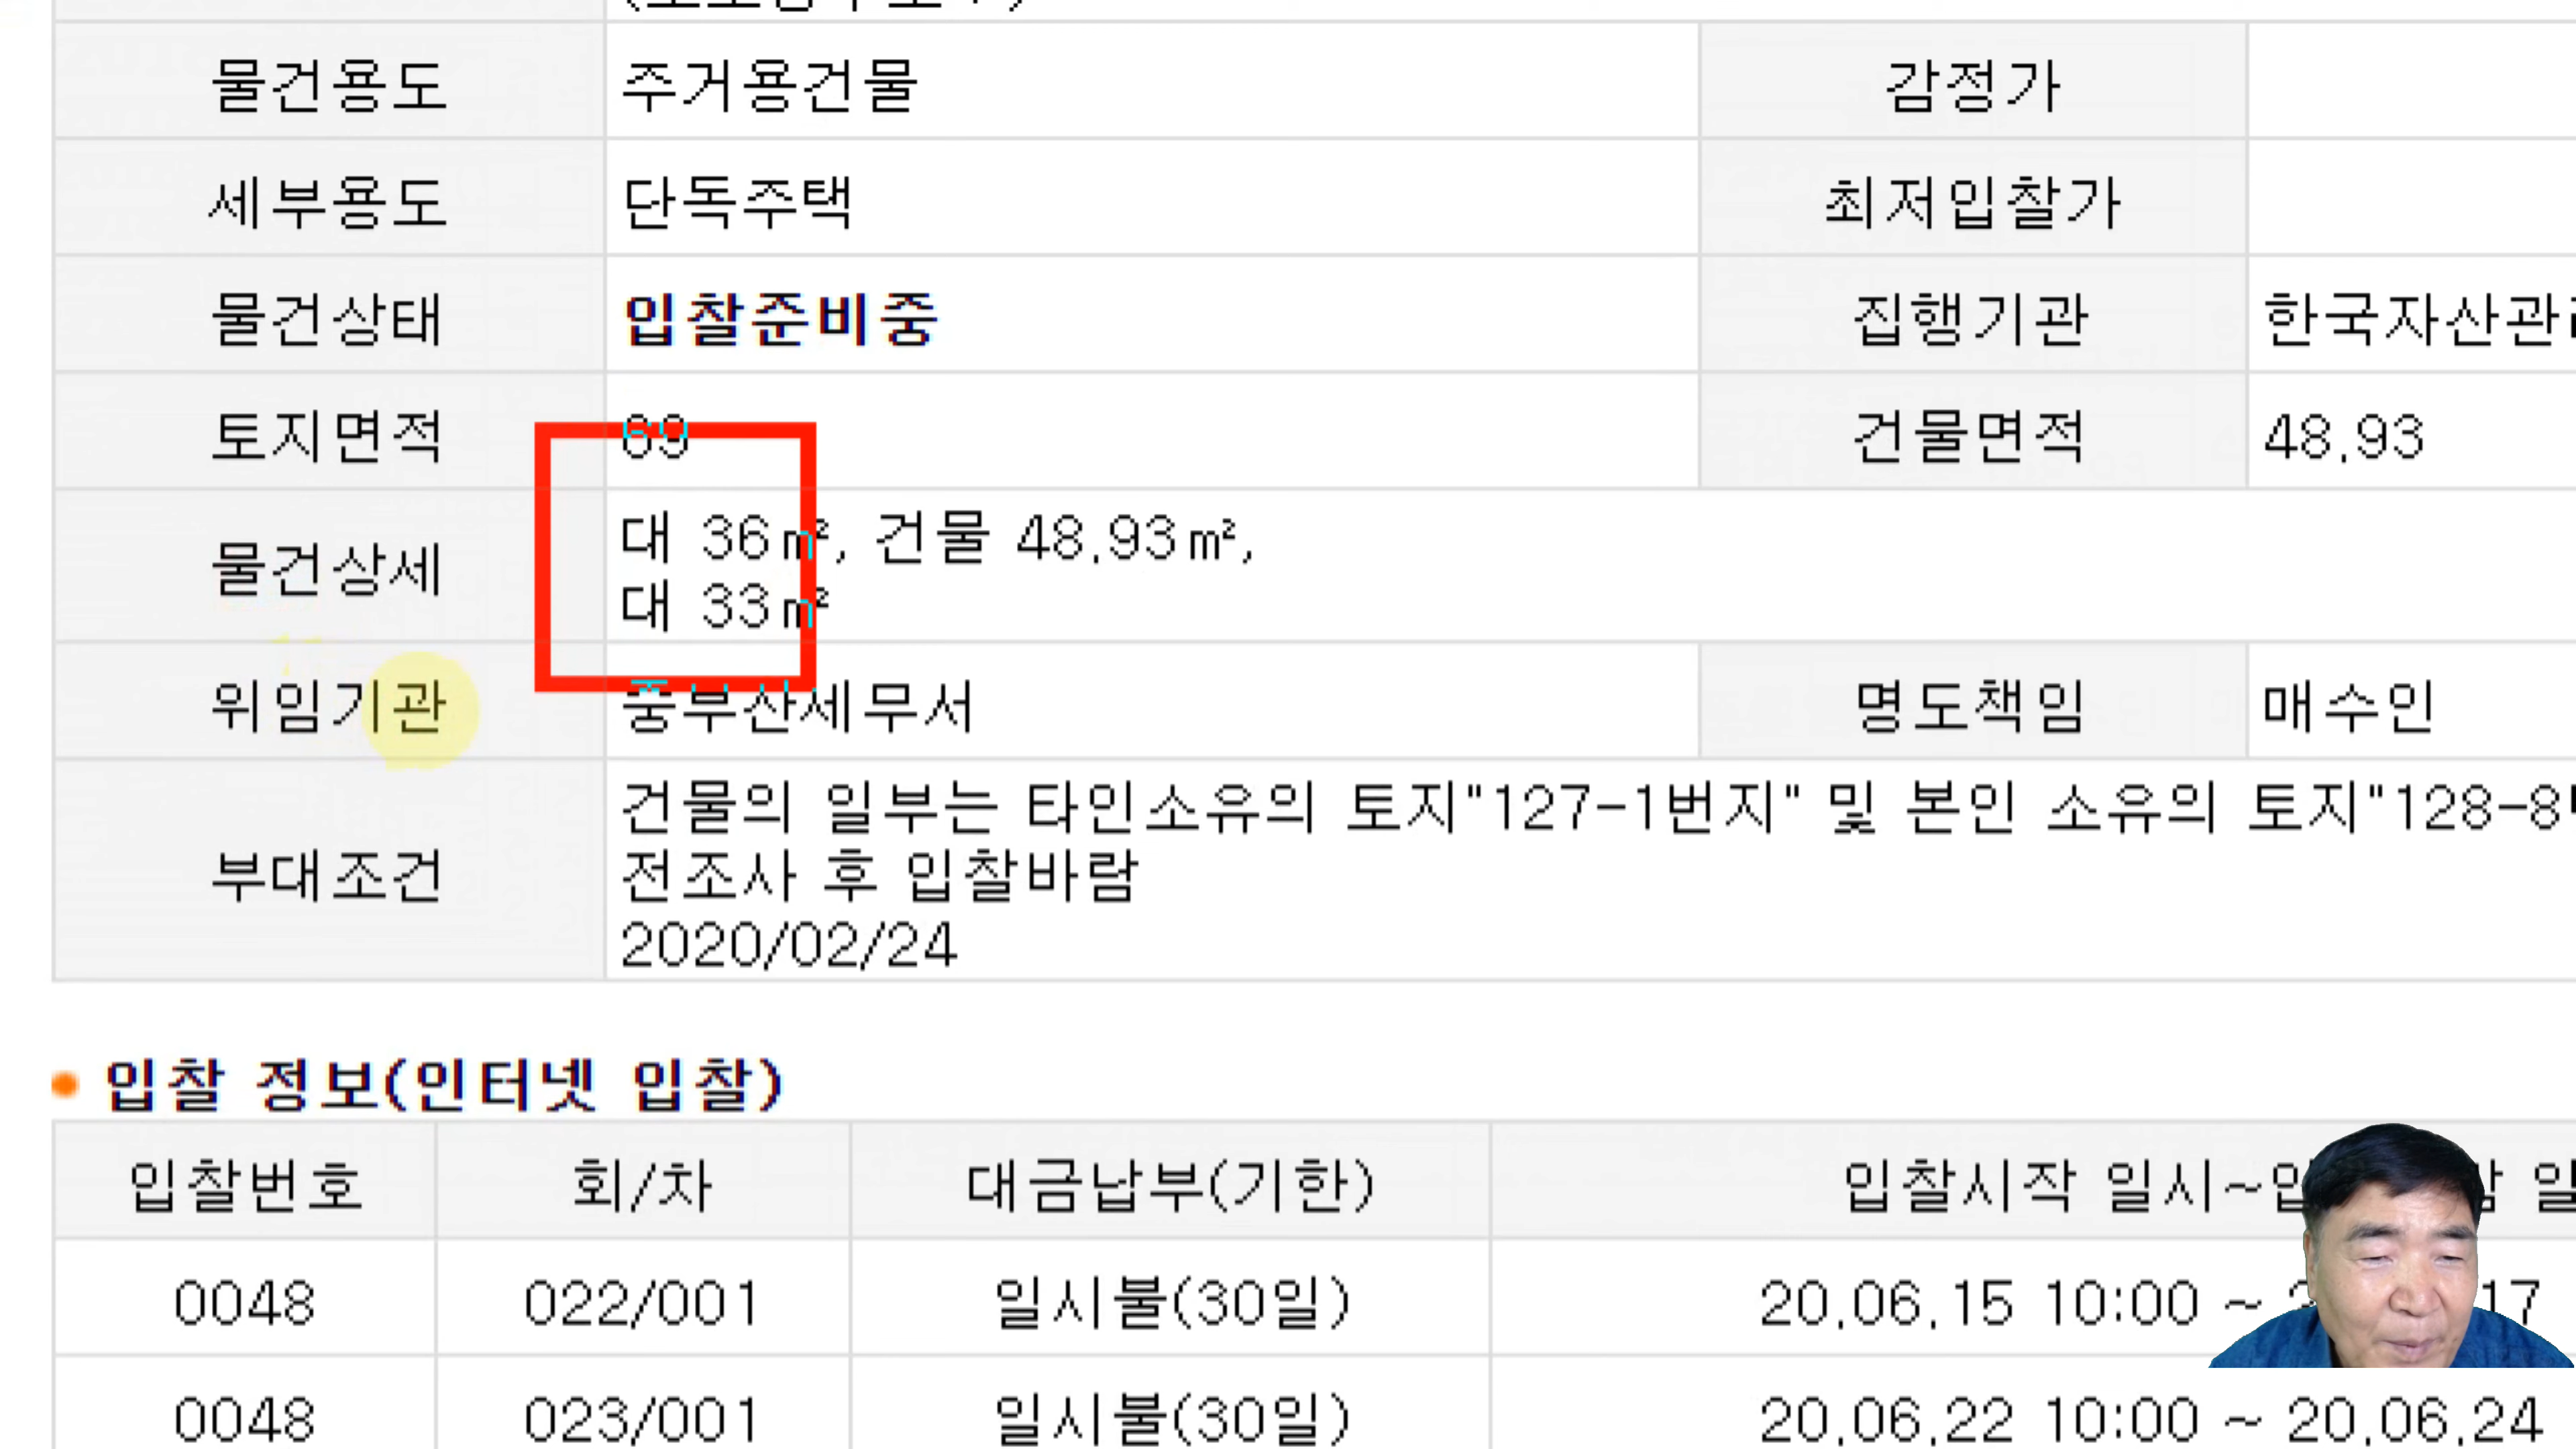 물건용도 주거용건물 감정가
세부용도 단독주택 최저입찰가
물건상태 입찰준비중 집행기관 한국자산관
토지면적 69 건물면적 48.93
물건상세 대 36㎡, 건물 48.93㎡,
대 33㎡
위임기관 중부산세무서 명도책임 매수인
부대조건 건물의 일부는 타인소유의 토지"127-1번지" 및 본인 소유의 토지"128-8
전조사 후 입찰바람
2020/02/24
• 입찰 정보(인터넷 입찰)
입찰번호 회/차 대금납부(기한) 입찰시작 일시~입
0048 022/001 일시불(30일) 20.06.15 10:00 ~ 17
0048 023/001 일시불(30일) 20.06.22 10:00 ~ 20.06.24